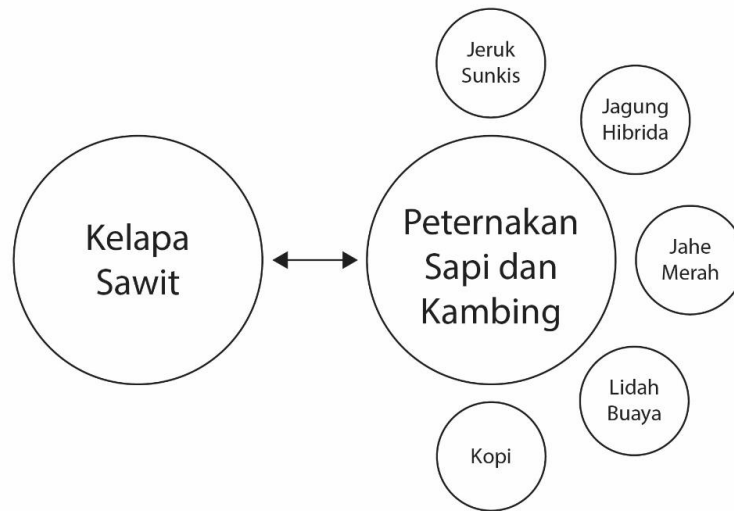 Kelapa
Sawit
Peternakan
Sapi dan
Kambing
Jeruk
Sunkis
Jagung
Hibrida
Jahe
Merah
Lidah
Buaya
Kopi